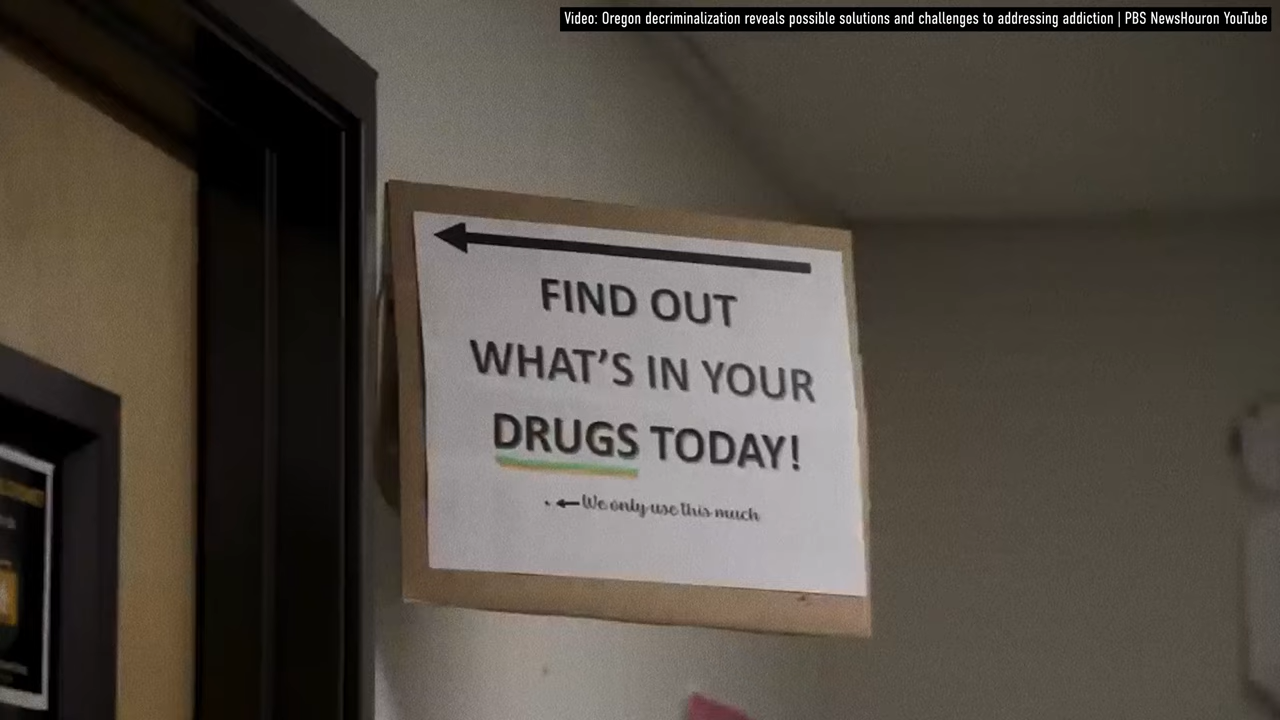 Video: Oregon decriminalization reveals possible solutions and challenges to addressing addiction | PBS NewsHouron YouTube
FIND OUT
WHAT'S IN YOUR
DRUGS TODAY!
We only use this much